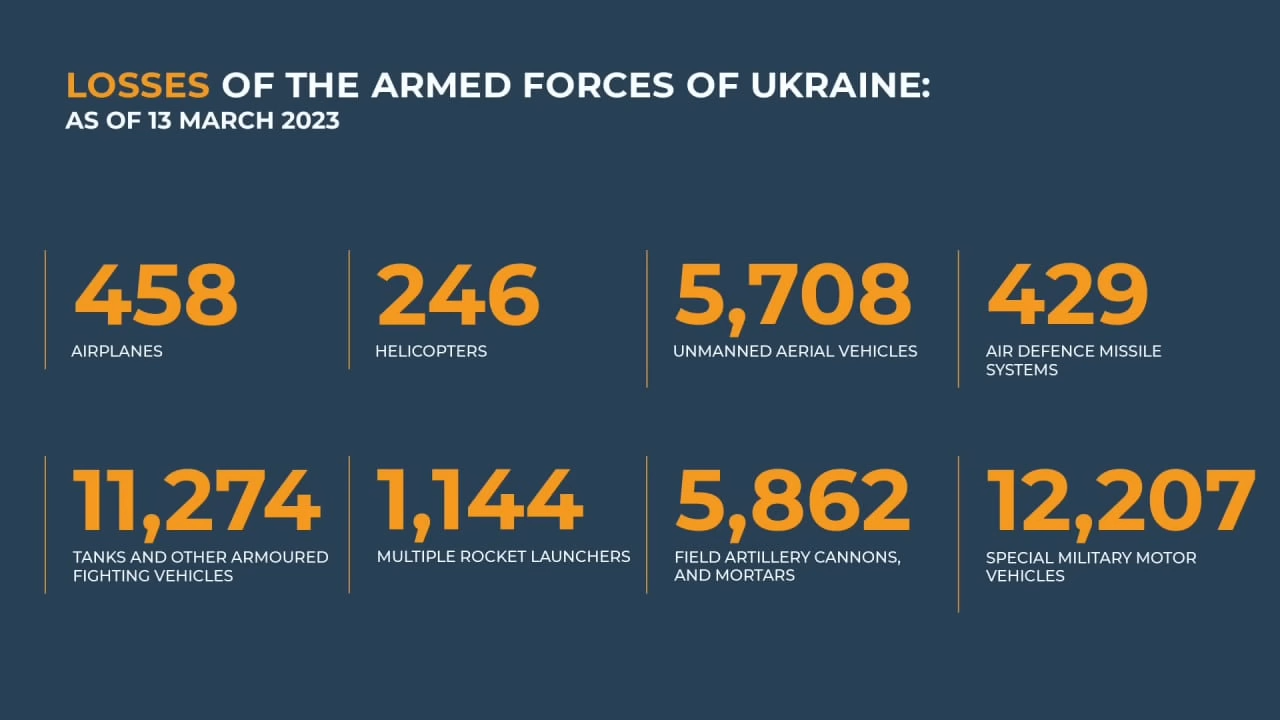 LOSSES OF THE ARMED FORCES OF UKRAINE:
AS OF 13 MARCH 2023
458
AIRPLANES
246
HELICOPTERS
5,708
UNMANNED AERIAL VEHICLES
429
AIR DEFENCE MISSILE
SYSTEMS
11,274
TANKS AND OTHER ARMOURED
FIGHTING VEHICLES
1,144
MULTIPLE ROCKET LAUNCHERS
5,862
FIELD ARTILLERY CANNONS,
AND MORTARS
12,207
SPECIAL MILITARY MOTOR
VEHICLES